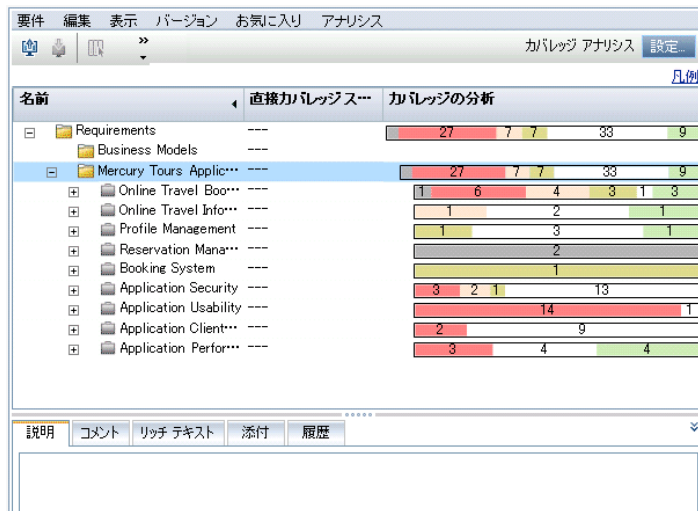 要件 編集 表示 バージョン お気に入り アナリシス
カバレッジ アナリシス 設定...
凡例
名前 直接カバレッジ ス… カバレッジの分析
Requirements --- 27 7 7 33 9
Business Models ---
Mercury Tours Applic… --- 27 7 7 33 9
Online Travel Boo… --- 1 6 4 3 1 3
Online Travel Info… --- 1 2 1
Profile Management --- 1 3 1
Reservation Mana… --- 2
Booking System --- 1
Application Security --- 3 2 1 13
Application Usability --- 14 1
Application Client… --- 2 9
Application Perfor… --- 3 4 4
説明 コメント リッチ テキスト 添付 履歴